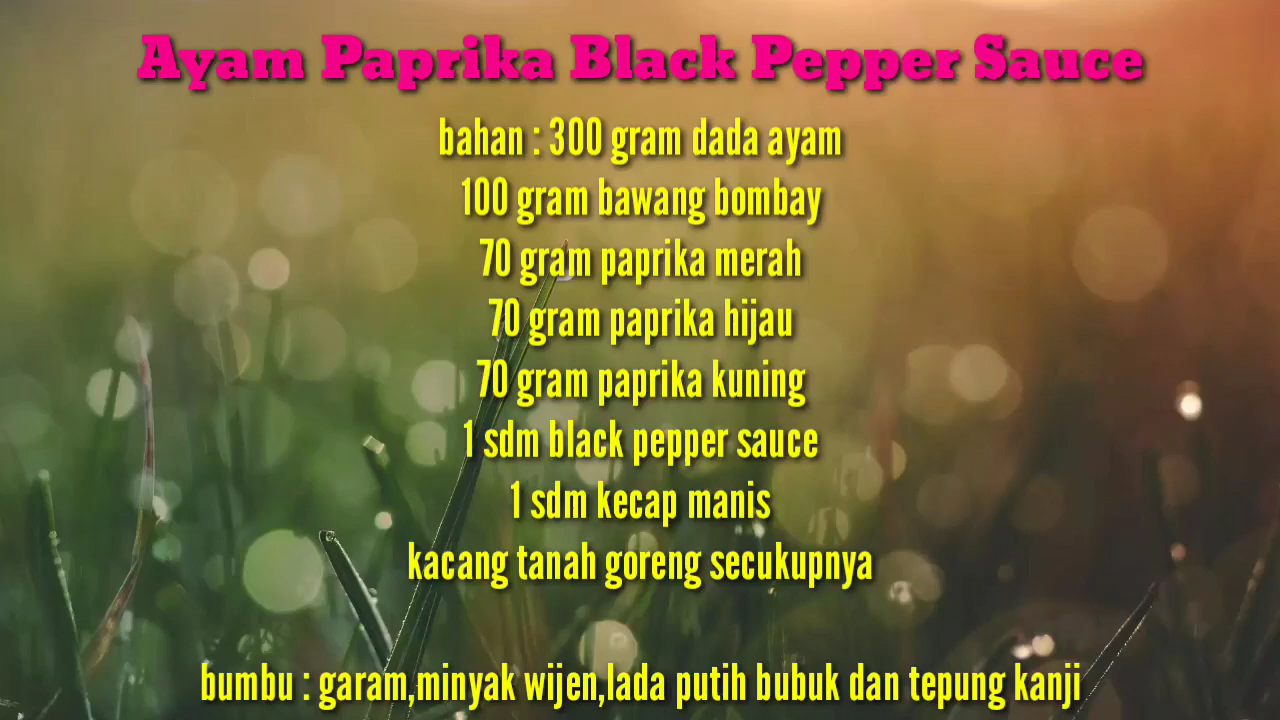 Ayam Paprika Black Pepper Sauce
bahan : 300 gram dada ayam
100 gram bawang bombay
70 gram paprika merah
70 gram paprika hijau
70 gram paprika kuning
1 sdm black pepper sauce
1 sdm kecap manis
kacang tanah goreng secukupnya
bumbu : garam,minyak wijen,lada putih bubuk dan tepung kanji